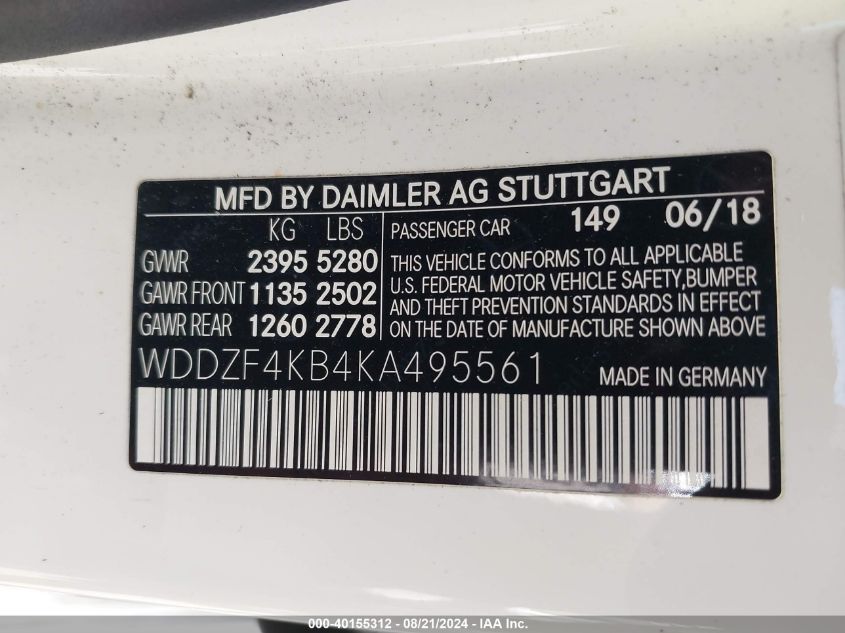 MFD BY DAIMLER AG STUTTGART
KG LBS
GVWR 2395 5280
GAWR FRONT 1135 2502
GAWR REAR 1260 2778
PASSENGER CAR 149 06/18
THIS VEHICLE CONFORMS TO ALL APPLICABLE
U.S. FEDERAL MOTOR VEHICLE SAFETY,BUMPER
AND THEFT PREVENTION STANDARDS IN EFFECT
ON THE DATE OF MANUFACTURE SHOWN ABOVE
WDDZF4KB4KA495561 MADE IN GERMANY
000-40155312 - 08/21/2024 - IAA Inc.